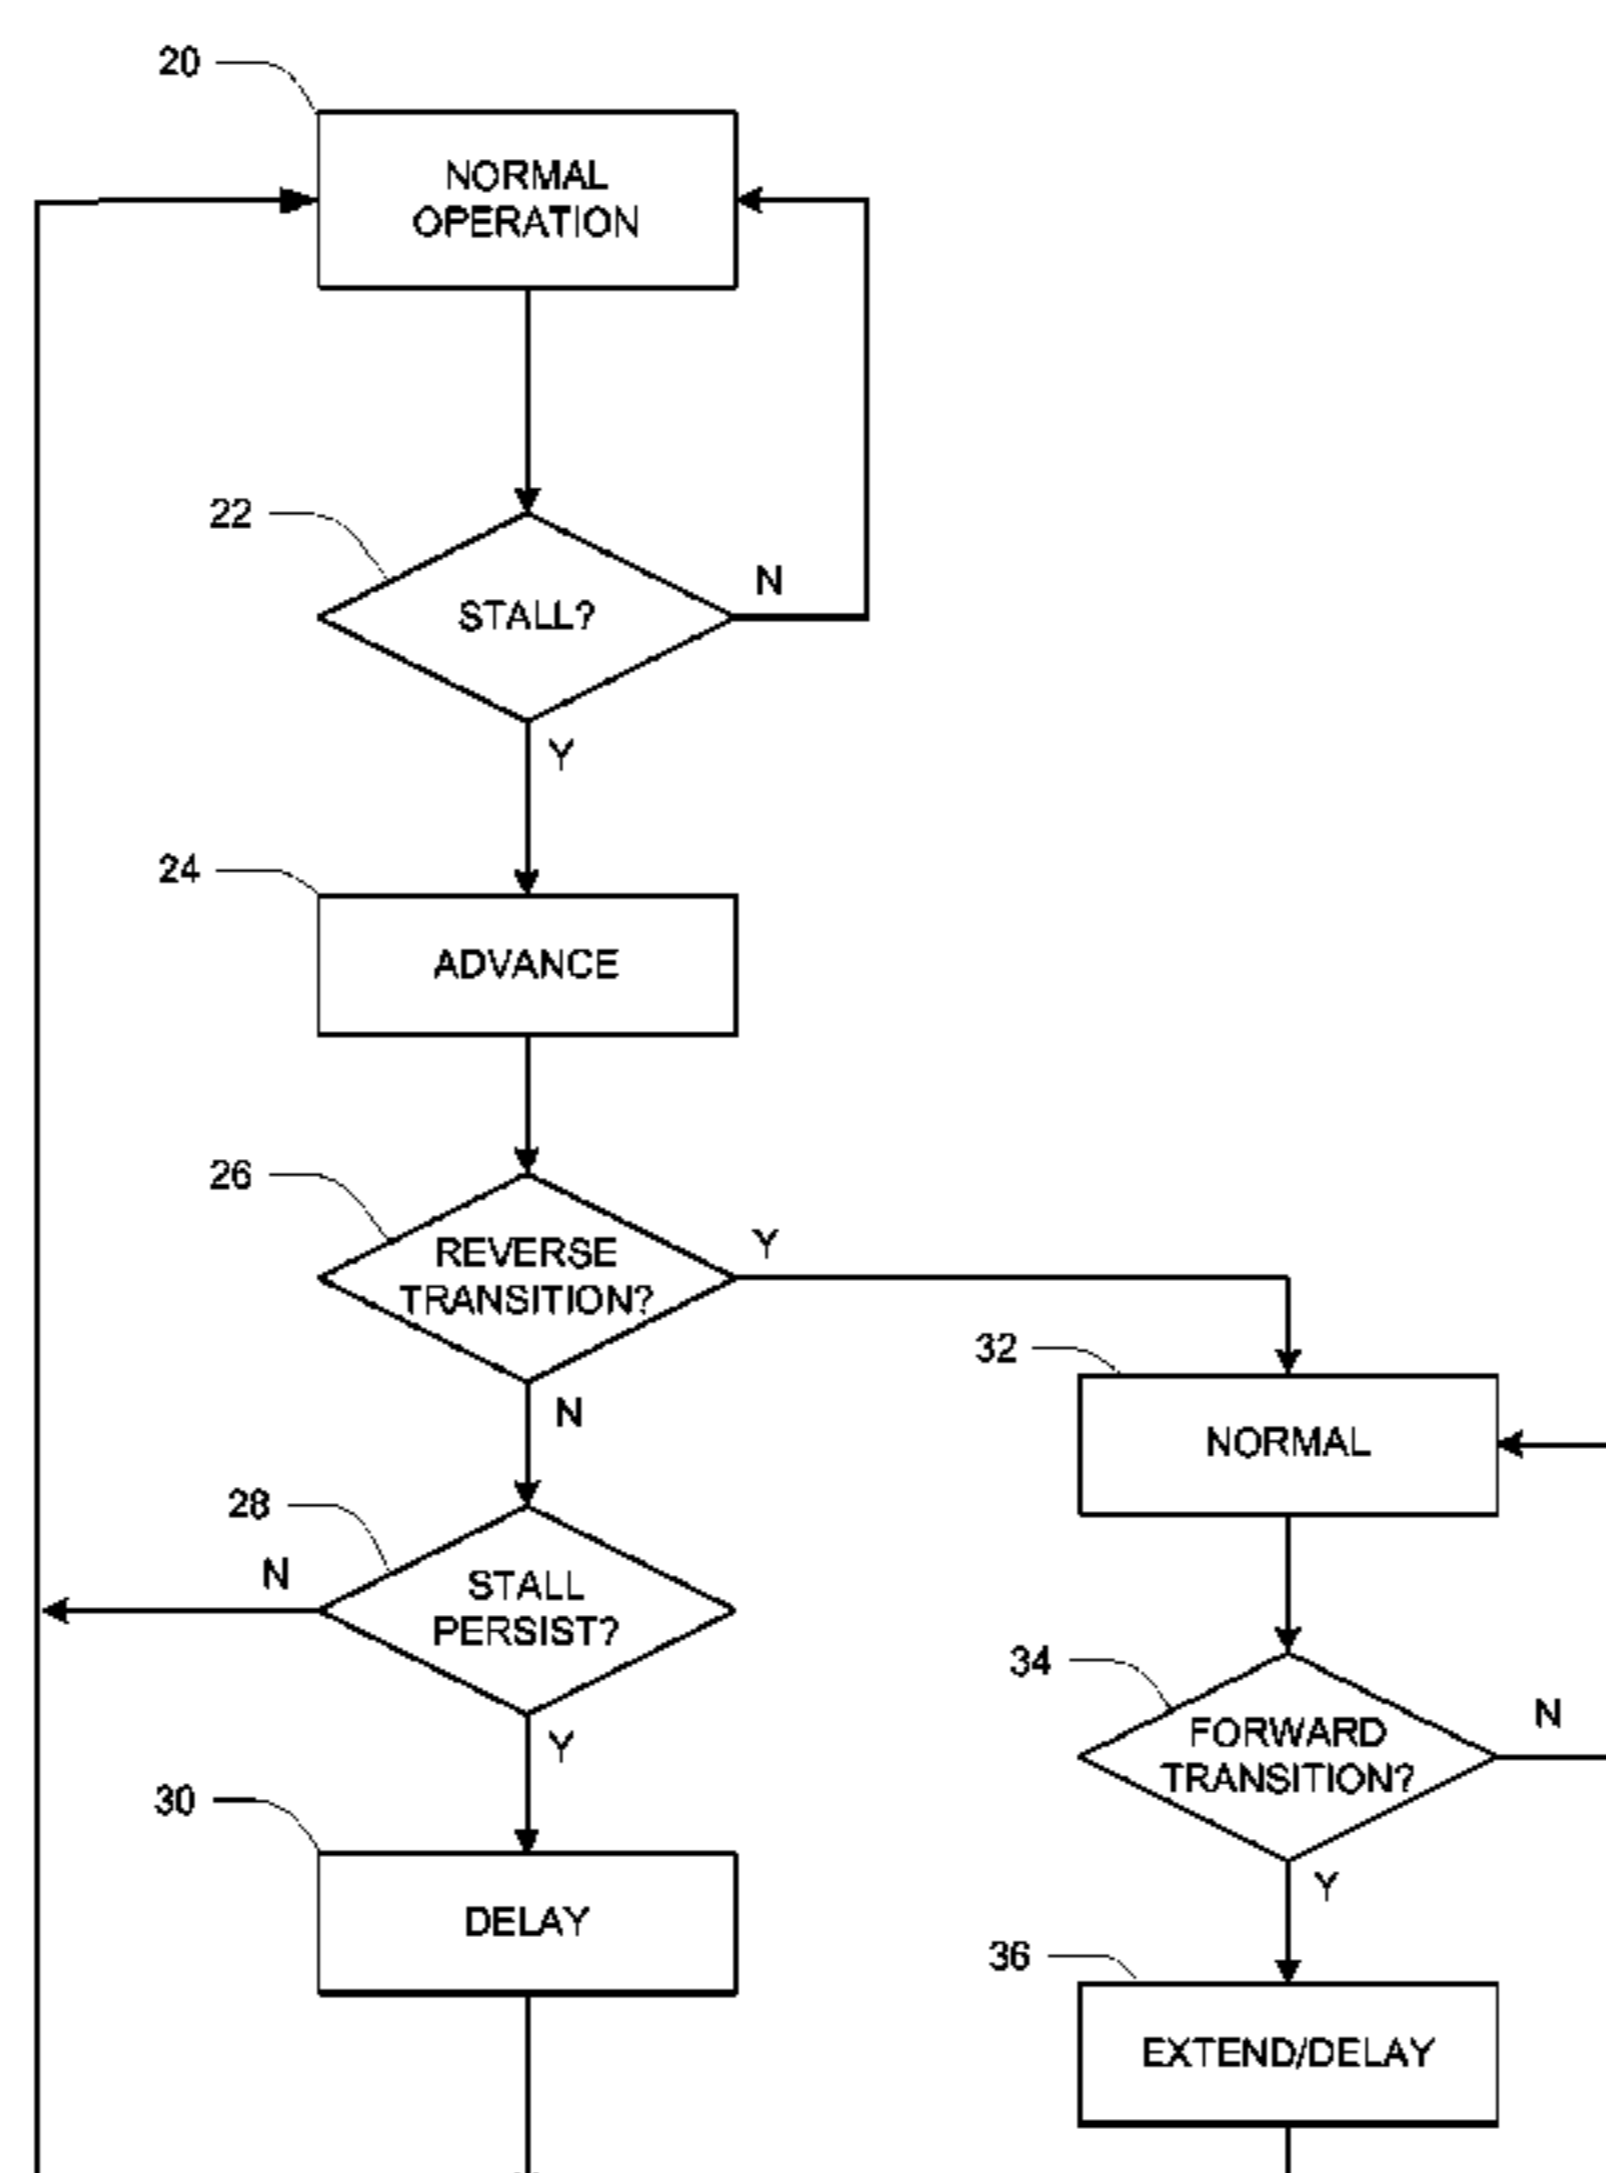 20
NORMAL
OPERATION
22
STALL?
N
Y
24
ADVANCE
26
REVERSE
TRANSITION?
Y
N
32
NORMAL
28
STALL
PERSIST?
N
Y
34
FORWARD
TRANSITION?
N
Y
30
DELAY
36
EXTEND/DELAY